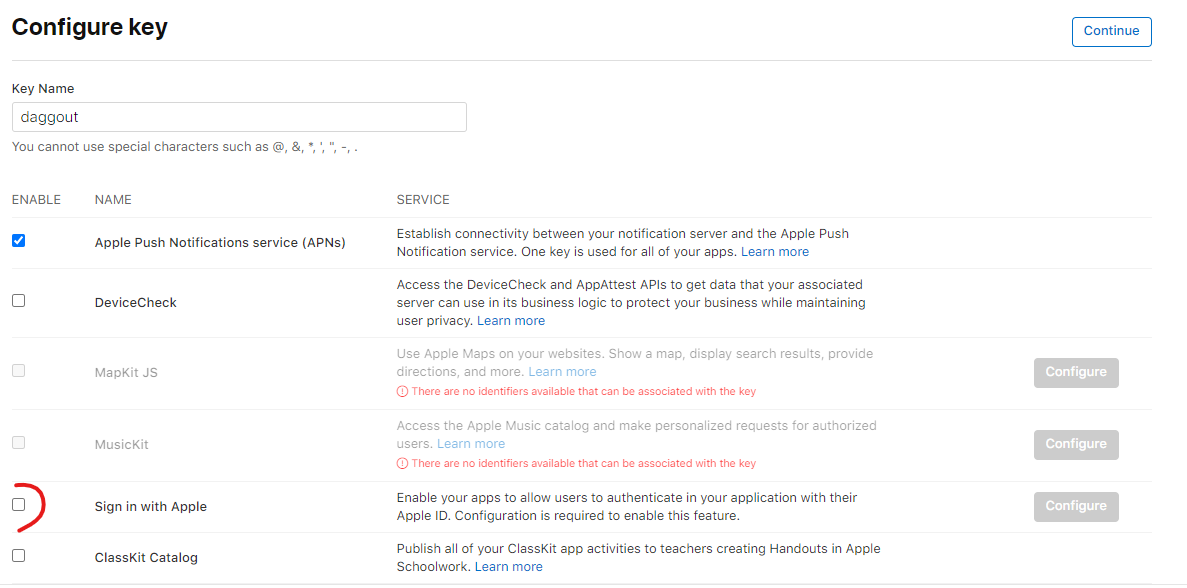 Configure key
Continue
Key Name
daggout
You cannot use special characters such as @, &, *, ', ", -, .
ENABLE NAME SERVICE
Apple Push Notifications service (APNs)
Establish connectivity between your notification server and the Apple Push
Notification service. One key is used for all of your apps. Learn more
DeviceCheck
Access the DeviceCheck and AppAttest APIs to get data that your associated
server can use in its business logic to protect your business while maintaining
user privacy. Learn more
MapKit JS
Use Apple Maps on your websites. Show a map, display search results, provide
directions, and more. Learn more
There are no identifiers available that can be associated with the key
Configure
MusicKit
Access the Apple Music catalog and make personalized requests for authorized
users. Learn more
There are no identifiers available that can be associated with the key
Configure
Sign in with Apple
Enable your apps to allow users to authenticate in your application with their
Apple ID. Configuration is required to enable this feature.
Configure
ClassKit Catalog
Publish all of your ClassKit app activities to teachers creating Handouts in Apple
Schoolwork. Learn more